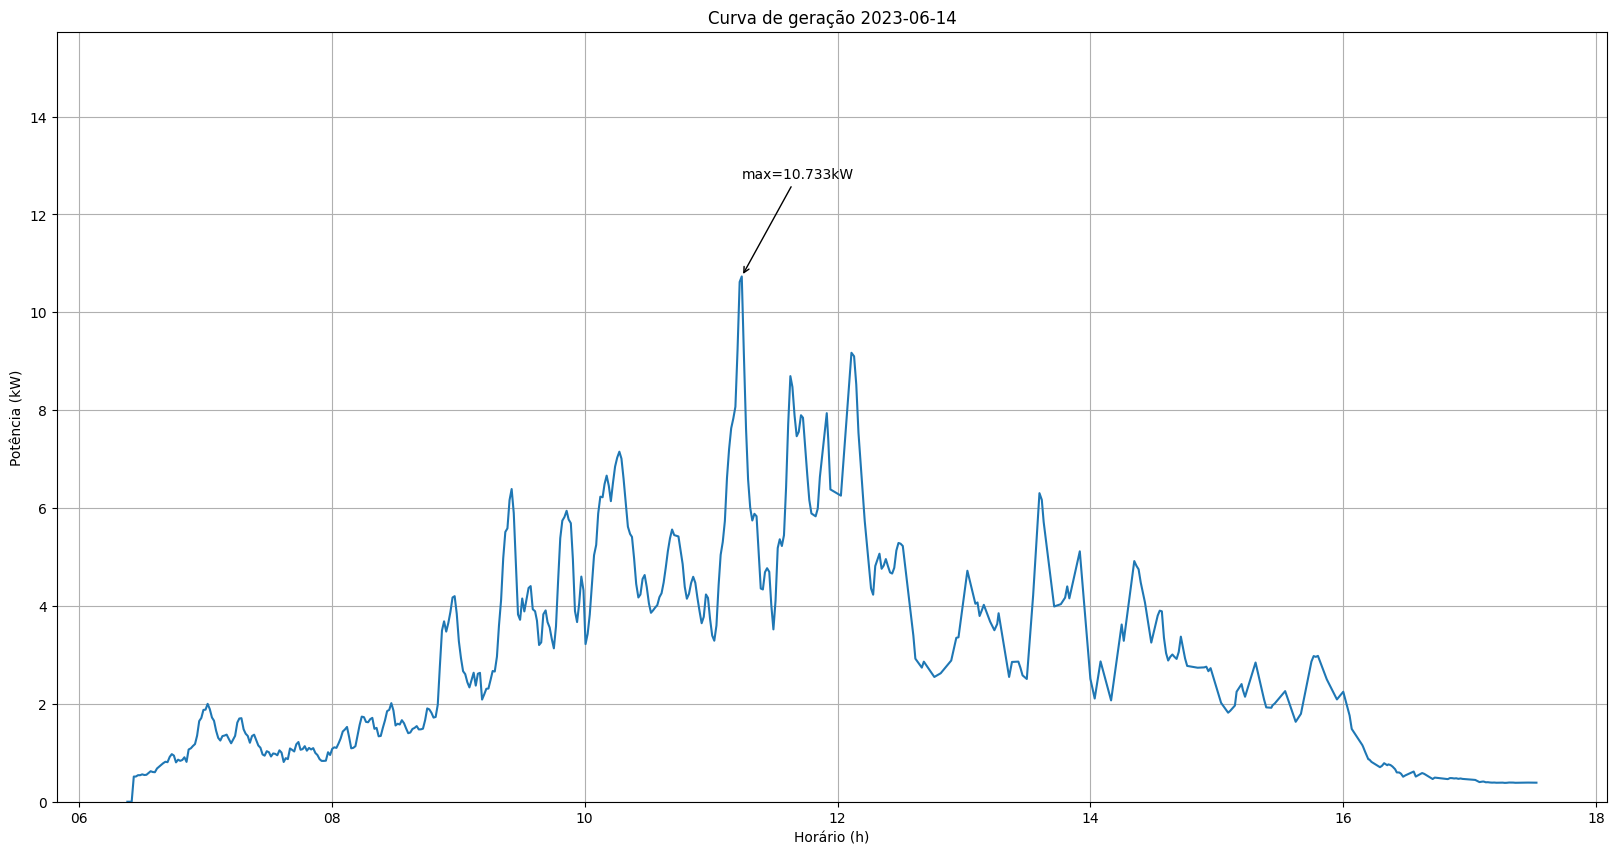 Curva de geração 2023-06-14
14
max=10.733kW
12
10
8
6
4
2
0
Potência (kW)
06 08 10 12 14 16 18
Horário (h)